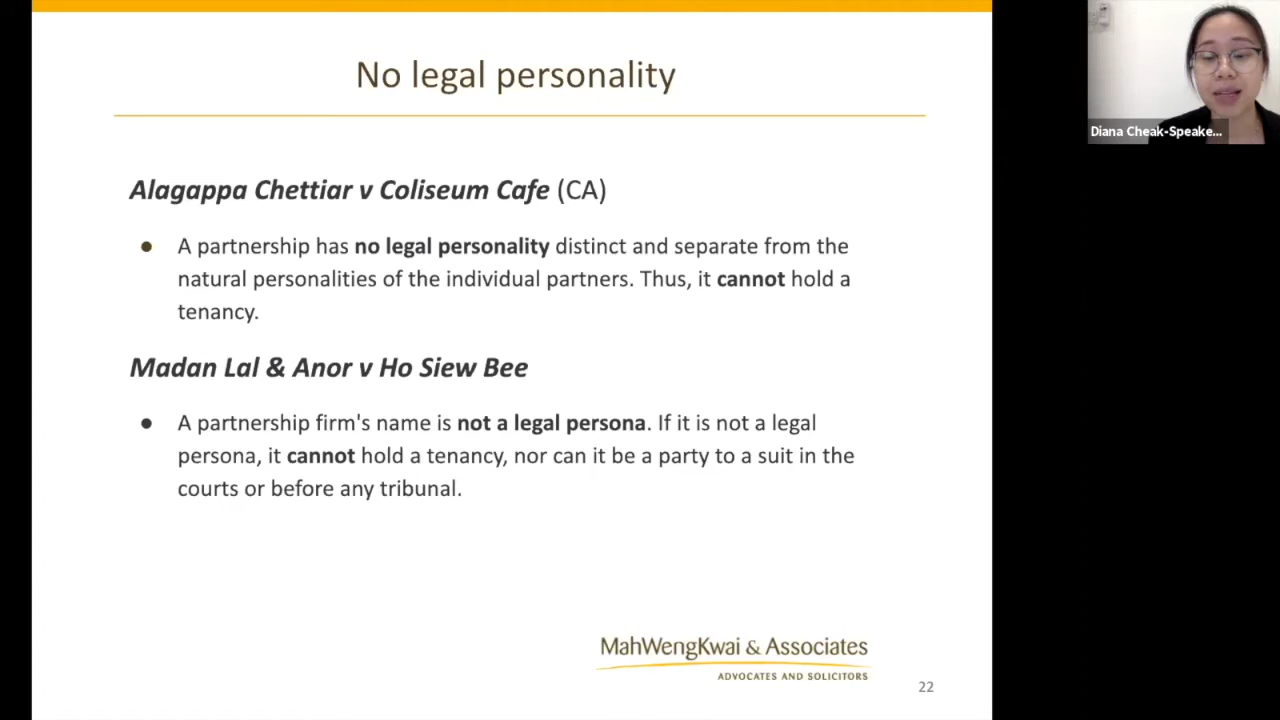 No legal personality
Alagappa Chettiar v Coliseum Cafe (CA)
● A partnership has no legal personality distinct and separate from the
natural personalities of the individual partners. Thus, it cannot hold a
tenancy.
Madan Lal & Anor v Ho Siew Bee
● A partnership firm's name is not a legal persona. If it is not a legal
persona, it cannot hold a tenancy, nor can it be a party to a suit in the
courts or before any tribunal.
MahWengKwai & Associates
ADVOCATES AND SOLICITORS
22
Diana Cheak-Speake...